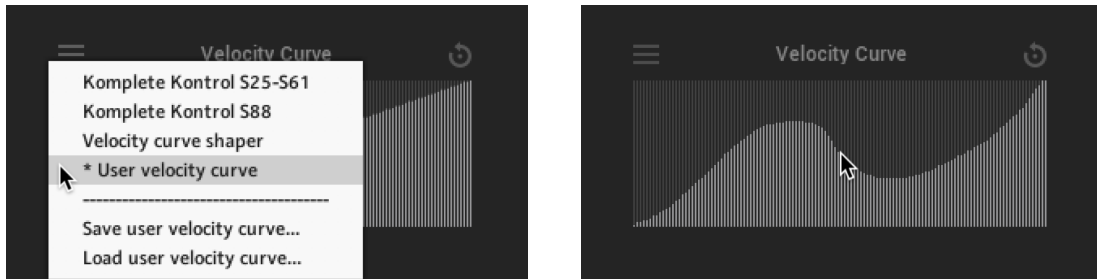 Velocity Curve
Komplete Kontrol S25-S61
Komplete Kontrol S88
Velocity curve shaper
* User velocity curve
-------------------------------------
Save user velocity curve...
Load user velocity curve...
Velocity Curve